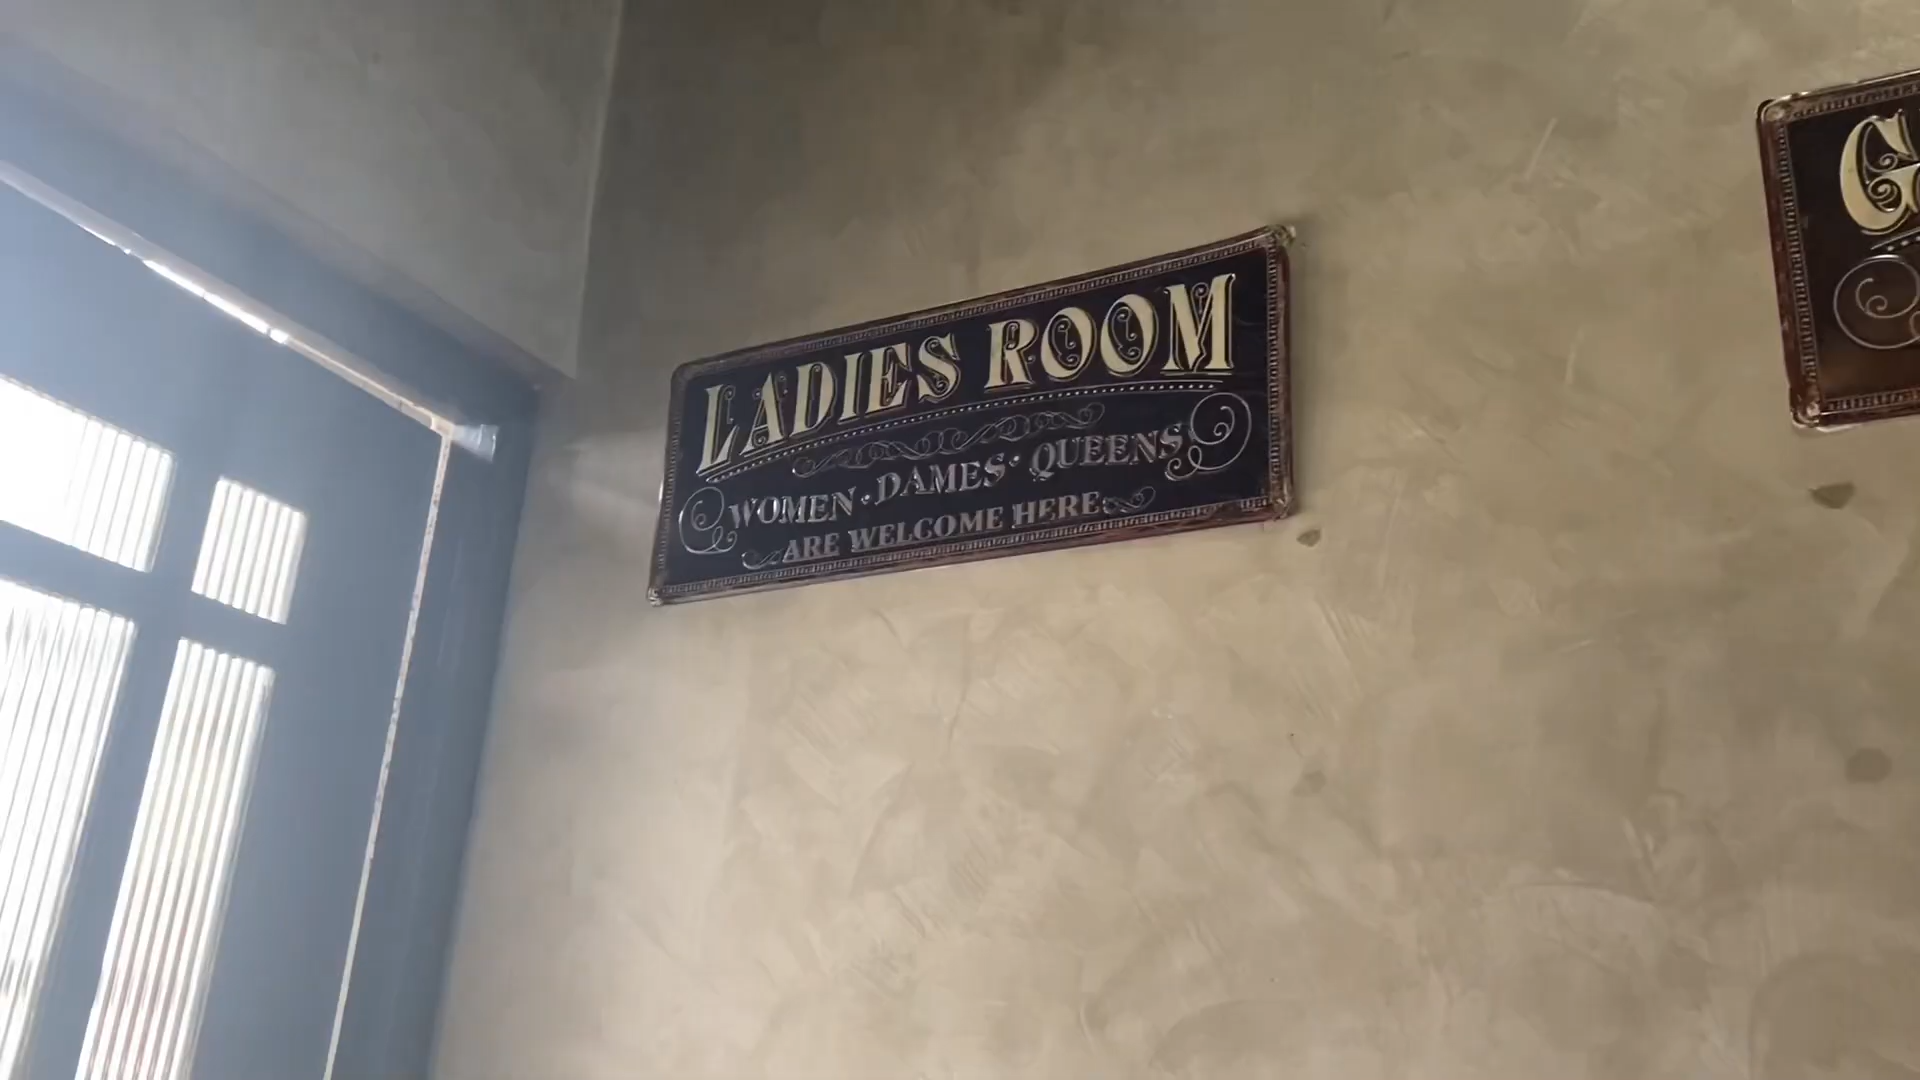 LADIES ROOM
WOMEN • DAMES • QUEENS
ARE WELCOME HERE
G